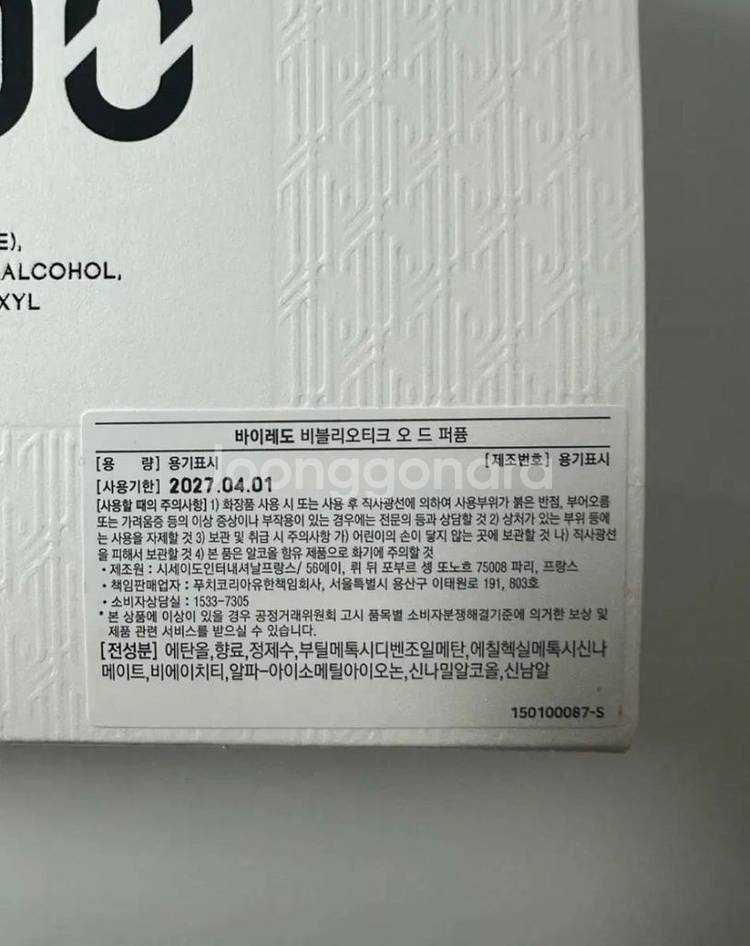 E),
ALCOHOL,
XYL
바이레도 비블리오티크 오 드 퍼퓸
[용 량] 용기표시 [제조번호] 용기표시
[사용기한] 2027.04.01
[사용할 때의 주의사항] 1) 화장품 사용 시 또는 사용 후 직사광선에 의하여 사용부위가 붉은 반점, 부어오름
또는 가려움증 등의 이상 증상이나 부작용이 있는 경우에는 전문의 등과 상담할 것 2) 상처가 있는 부위 등에
는 사용을 자제할 것 3) 보관 및 취급 시 주의사항 가) 어린이의 손이 닿지 않는 곳에 보관할 것 나) 직사광선
을 피해서 보관할 것 4) 본 품은 알코올 함유 제품으로 화기에 주의할 것
• 제조원 : 시세이도인터내셔날프랑스/ 56에이, 뤼 뒤 포부르 생 또노흐 75008 파리, 프랑스
• 책임판매업자 : 푸치코리아유한책임회사, 서울특별시 용산구 이태원로 191, 803호
• 소비자상담실 : 1533-7305
* 본 상품에 이상이 있을 경우 공정거래위원회 고시 품목별 소비자분쟁해결기준에 의거한 보상 및
제품 관련 서비스를 받으실 수 있습니다.
[전성분] 에탄올,향료,정제수,부틸메톡시디벤조일메탄,에칠헥실메톡시신나
메이트,비에이치티,알파-아이소메틸아이오논,신나밀알코올,신남알
150100087-S
joonggonara